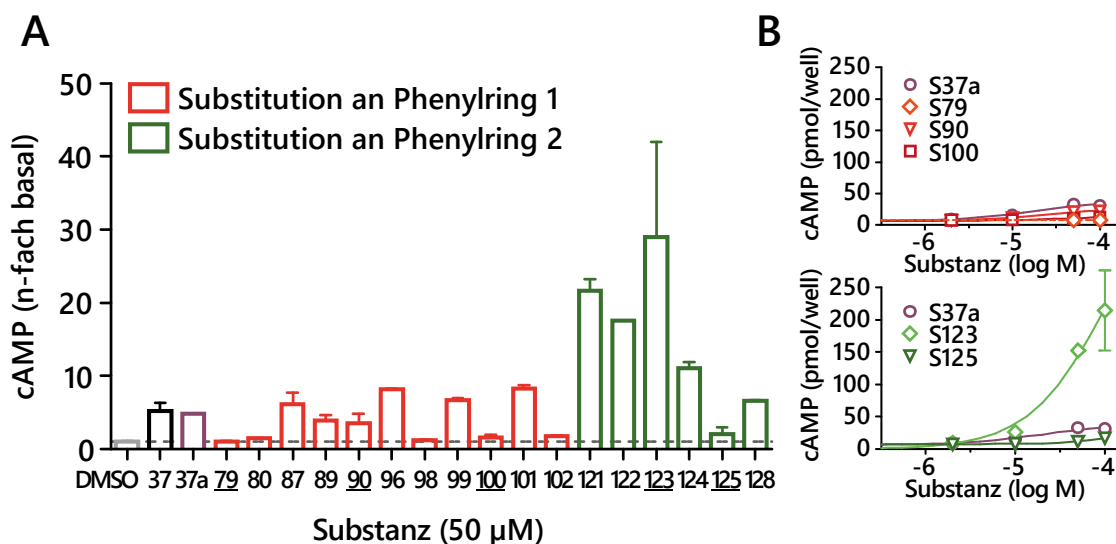 A
cAMP (n-fach basal)
50
40
30
20
10
0
Substitution an Phenylring 1
Substitution an Phenylring 2
DMSO 37 37a 79 80 87 89 90 96 98 99 100 101 102 121 122 123 124 125 128
Substanz (50 µM)
B
cAMP (pmol/well)
250
200
150
100
50
0
S37a
S79
S90
S100
-6 -5 -4
Substanz (log M)
cAMP (pmol/well)
250
200
150
100
50
0
S37a
S123
S125
-6 -5 -4
Substanz (log M)